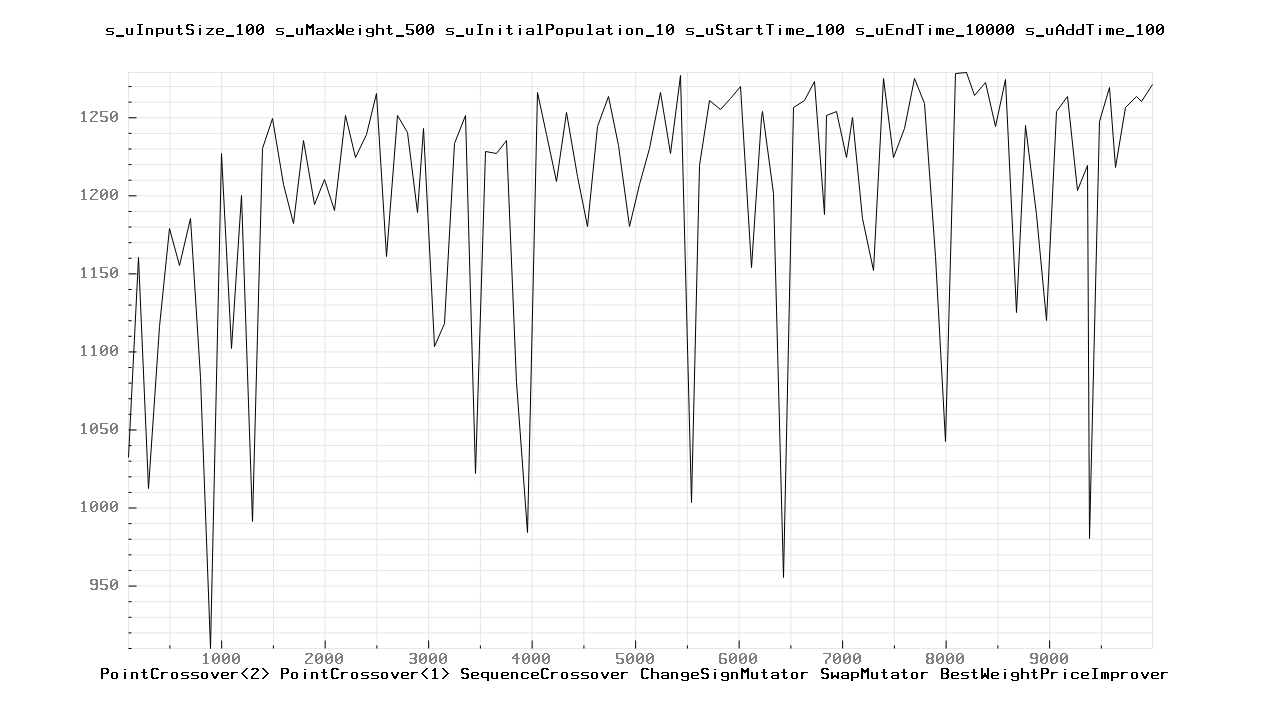 s_uInputSize_100 s_uMaxWeight_500 s_uInitialPopulation_10 s_uStartTime_100 s_uEndTime_10000 s_uAddTime_100
1250
1200
1150
1100
1050
1000
950
1000 2000 3000 4000 5000 6000 7000 8000 9000
PointCrossover<2> PointCrossover<1> SequenceCrossover ChangeSignMutator SwapMutator BestWeightPriceImprover